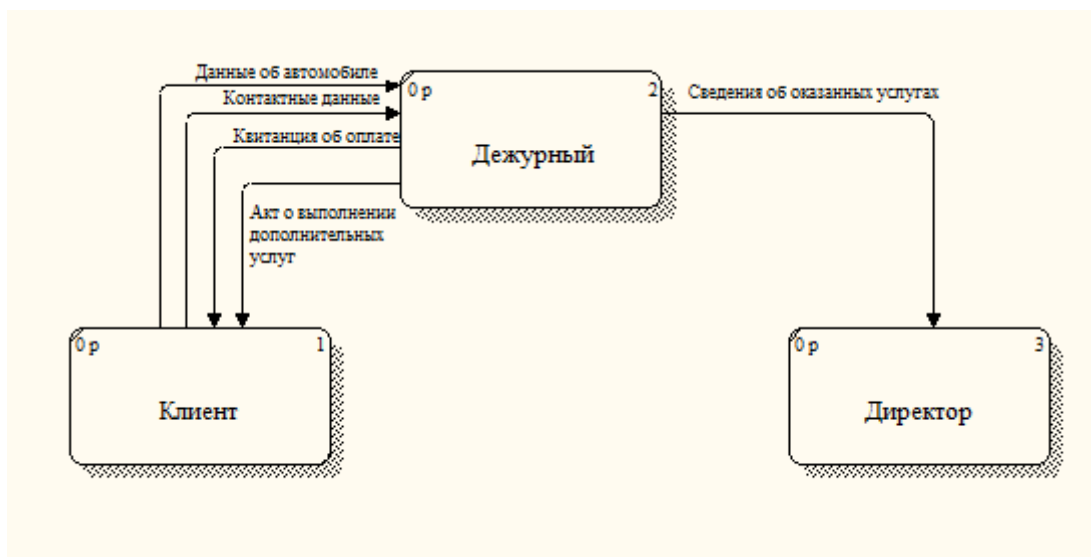 Данные об автомобиле
Контактные данные
Квитанция об оплате
Акт о выполнении
дополнительных
услуг
0 р
2
Дежурный
Сведения об оказанных услугах
0 р
1
Клиент
0 р
3
Директор